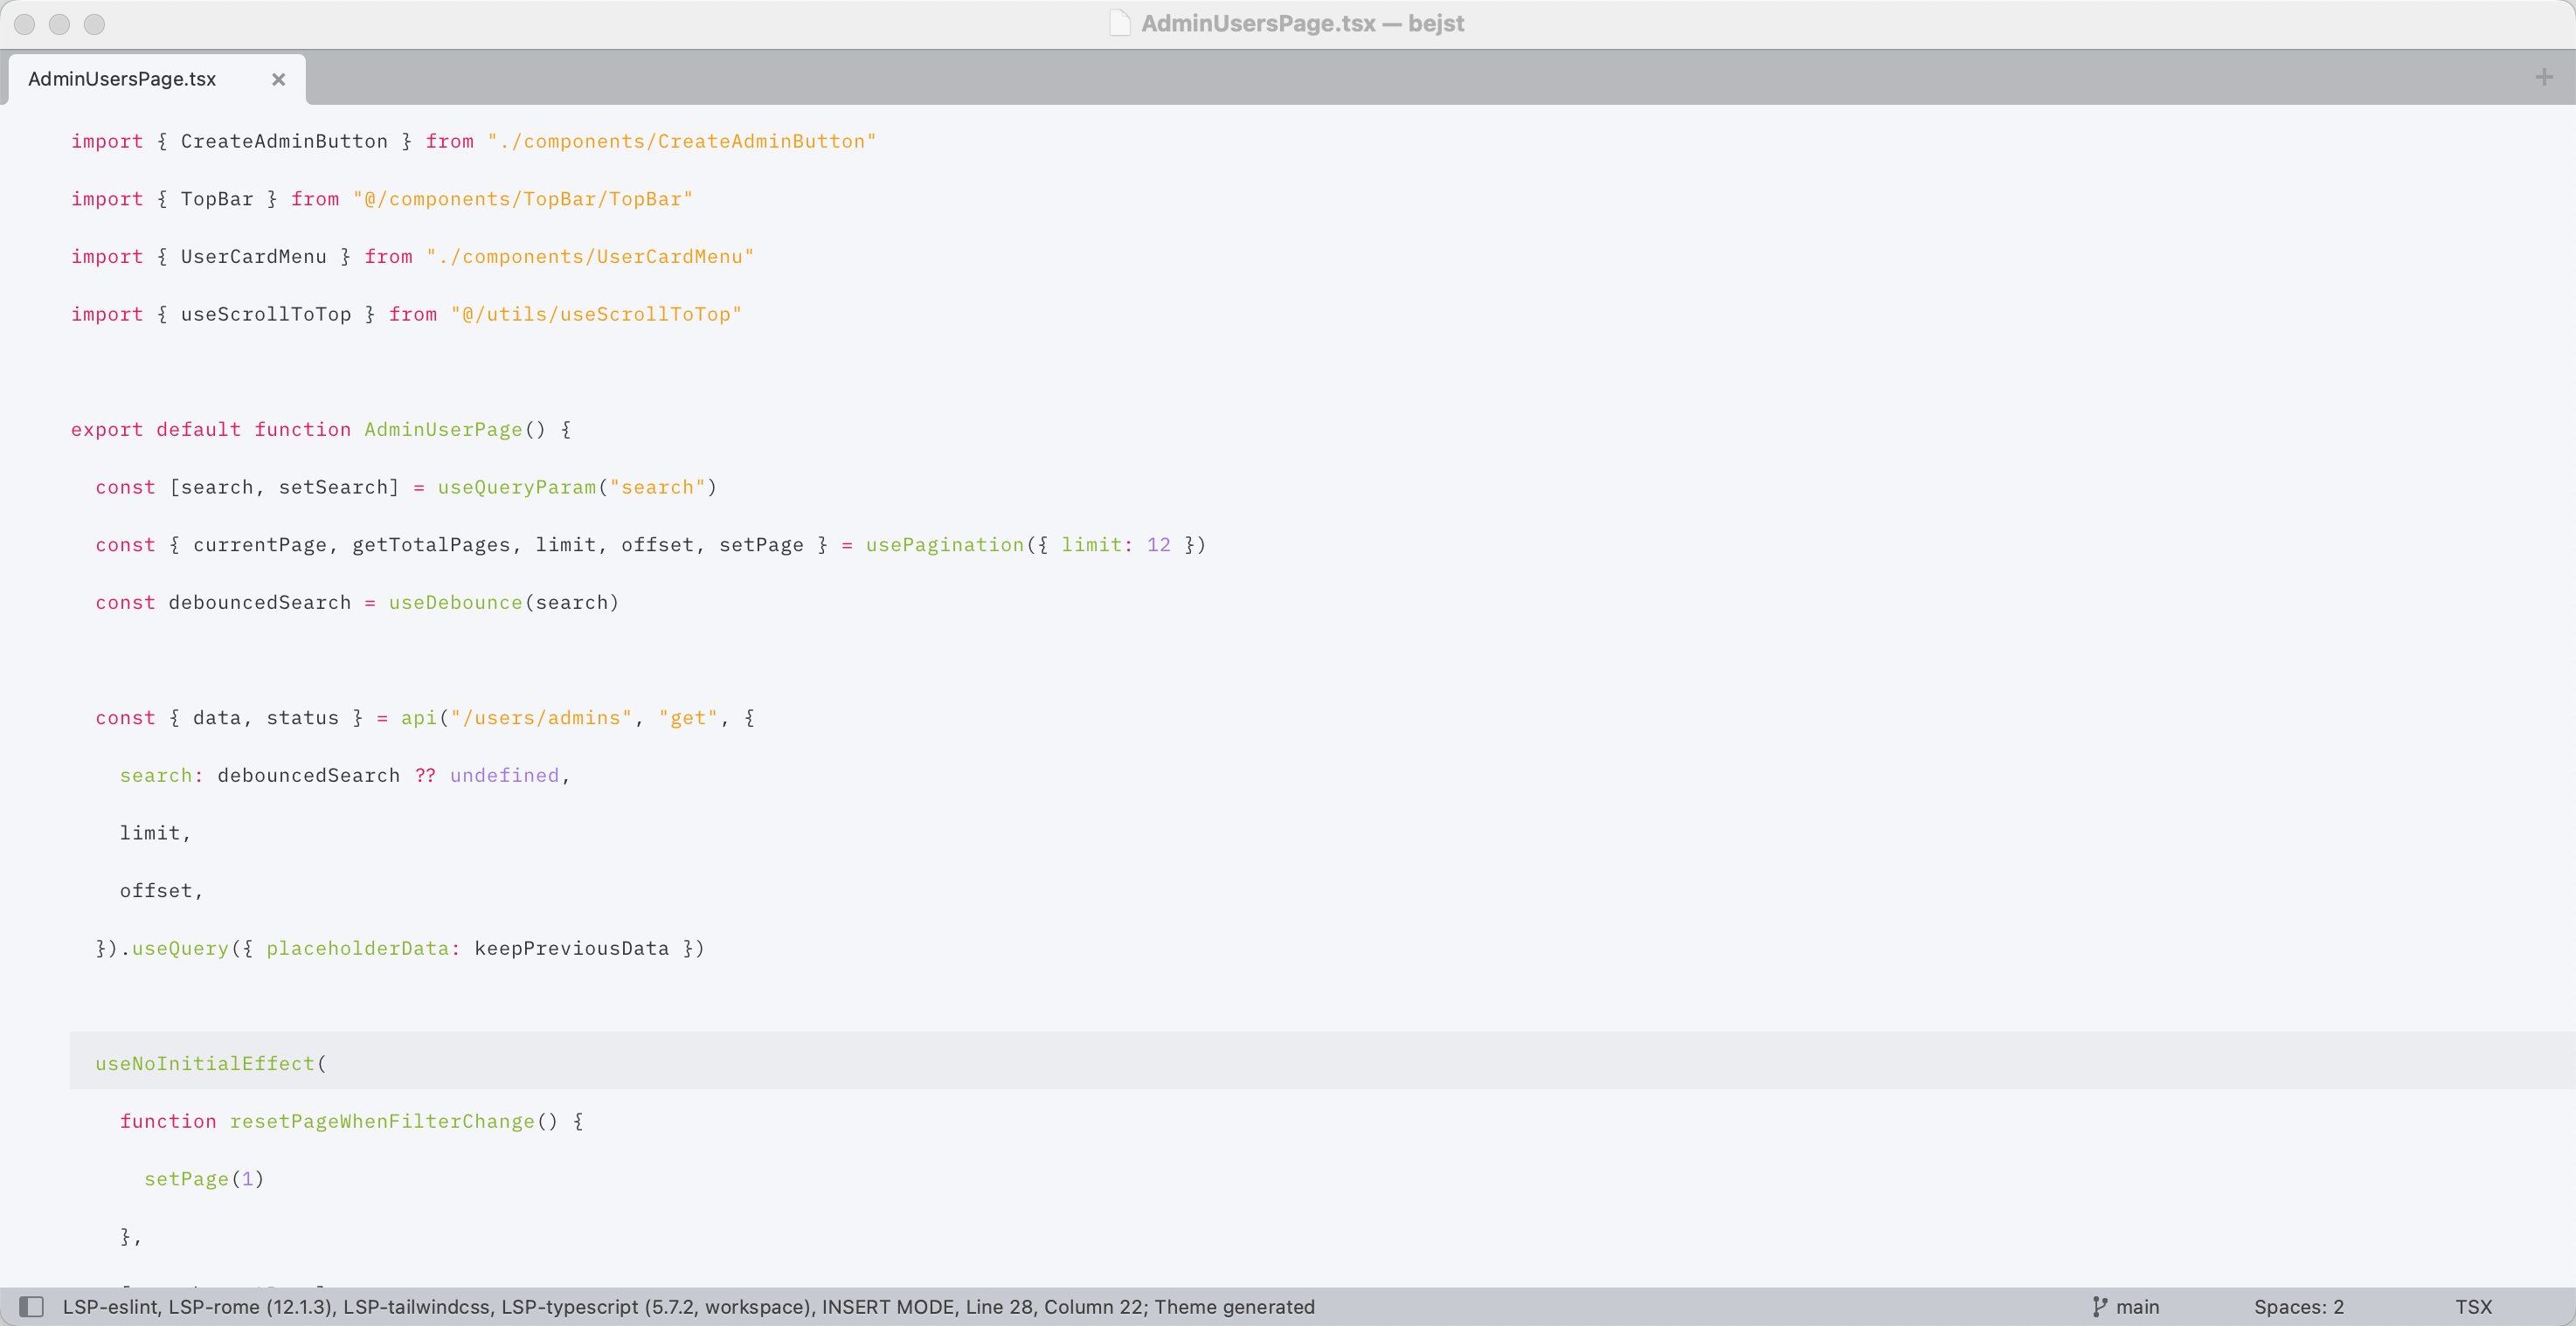 AdminUsersPage.tsx — bejst
AdminUsersPage.tsx
import { CreateAdminButton } from "./components/CreateAdminButton"
import { TopBar } from "@/components/TopBar/TopBar"
import { UserCardMenu } from "./components/UserCardMenu"
import { useScrollToTop } from "@/utils/useScrollToTop"
export default function AdminUserPage() {
const [search, setSearch] = useQueryParam("search")
const { currentPage, getTotalPages, limit, offset, setPage } = usePagination({ limit: 12 })
const debouncedSearch = useDebounce(search)
const { data, status } = api("/users/admins", "get", {
search: debouncedSearch ?? undefined,
limit,
offset,
}).useQuery({ placeholderData: keepPreviousData })
useNoInitialEffect(
function resetPageWhenFilterChange() {
setPage(1)
},
LSP-eslint, LSP-rome (12.1.3), LSP-tailwindcss, LSP-typescript (5.7.2, workspace), INSERT MODE, Line 28, Column 22; Theme generated
main
Spaces: 2
TSX